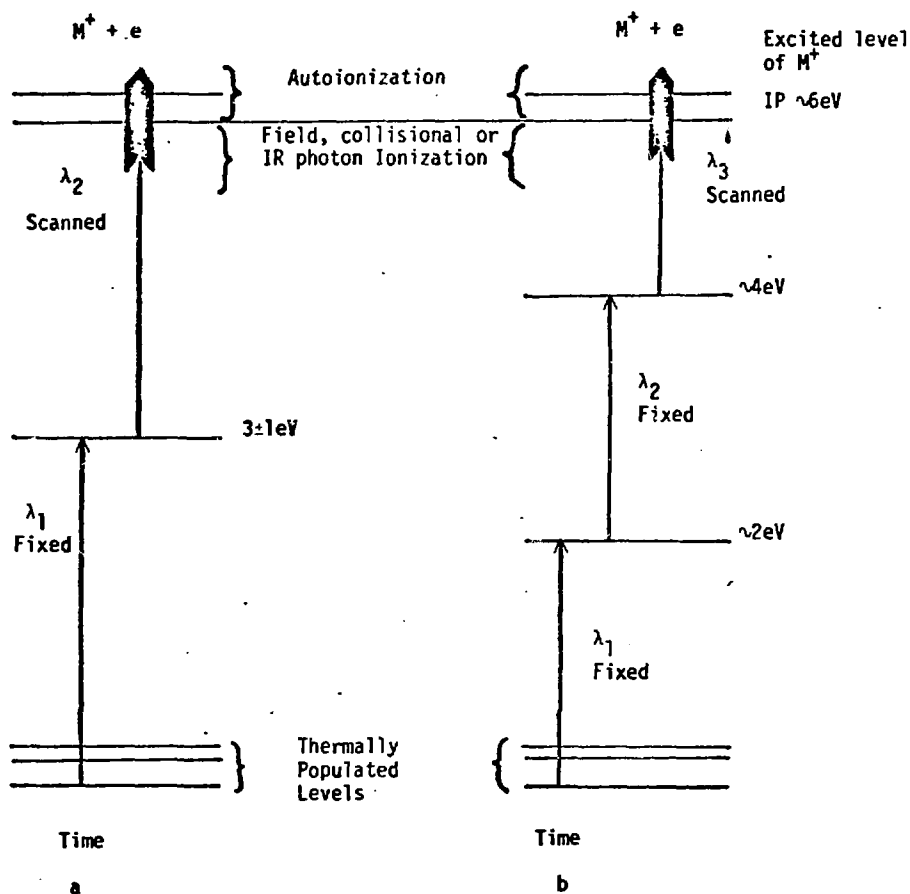 M+ + e
M+ + e
Excited level
of M+
Autoionization
IP ~6eV
Field, collisional or
IR photon Ionization
λ2
Scanned
λ3
Scanned
~4eV
λ2
Fixed
3±1eV
λ1
Fixed
~2eV
λ1
Fixed
Thermally
Populated
Levels
Time
Time
a
b